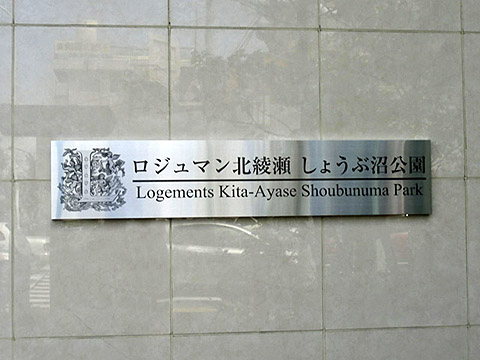 L
ロジュマン北綾瀬 しょうぶ沼公園
Logements Kita-Ayase Shoubunuma Park